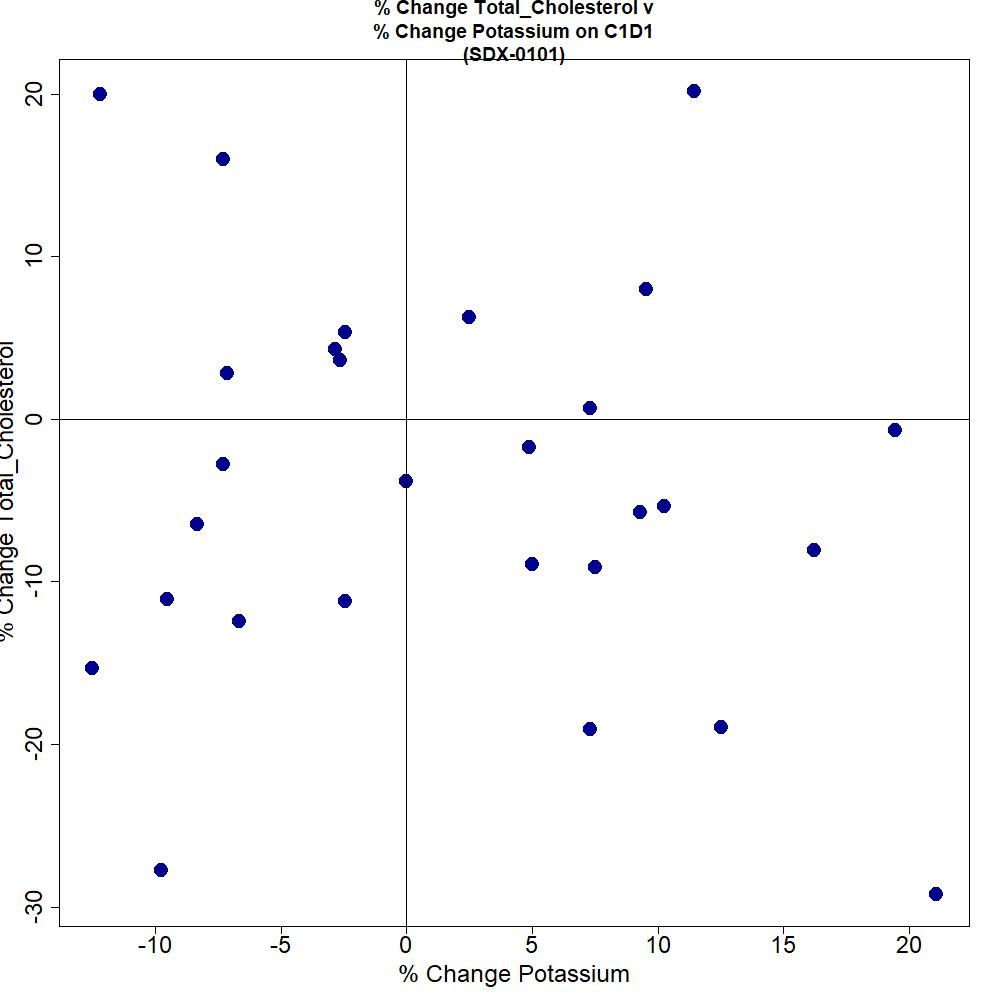 % Change Total_Cholesterol v
% Change Potassium on C1D1
(SDX-0101)
20
10
0
-10
-20
-30
% Change Total_Cholesterol
-10
-5
0
5
10
15
20
% Change Potassium